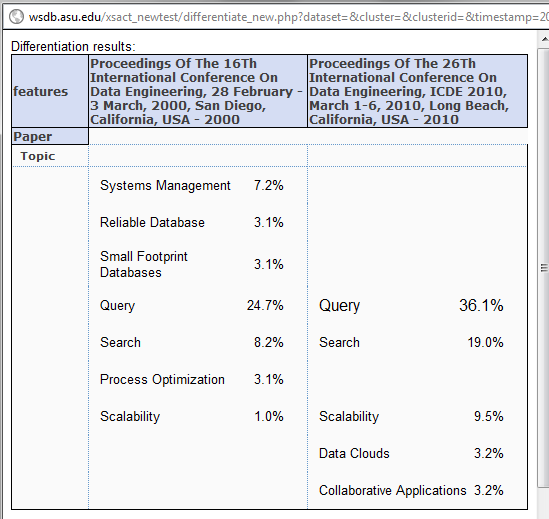 wsdb.asu.edu/xsact_newtest/differentiate_new.php?dataset=&cluster=&clusterid=&timestamp=20
Differentiation results:
features
Proceedings Of The 16Th
International Conference On
Data Engineering, 28 February -
3 March, 2000, San Diego,
California, USA - 2000
Proceedings Of The 26Th
International Conference On
Data Engineering, ICDE 2010,
March 1-6, 2010, Long Beach,
California, USA - 2010
Paper
Topic
Systems Management 7.2%
Reliable Database 3.1%
Small Footprint
Databases 3.1%
Query 24.7% Query 36.1%
Search 8.2% Search 19.0%
Process Optimization 3.1%
Scalability 1.0% Scalability 9.5%
Data Clouds 3.2%
Collaborative Applications 3.2%